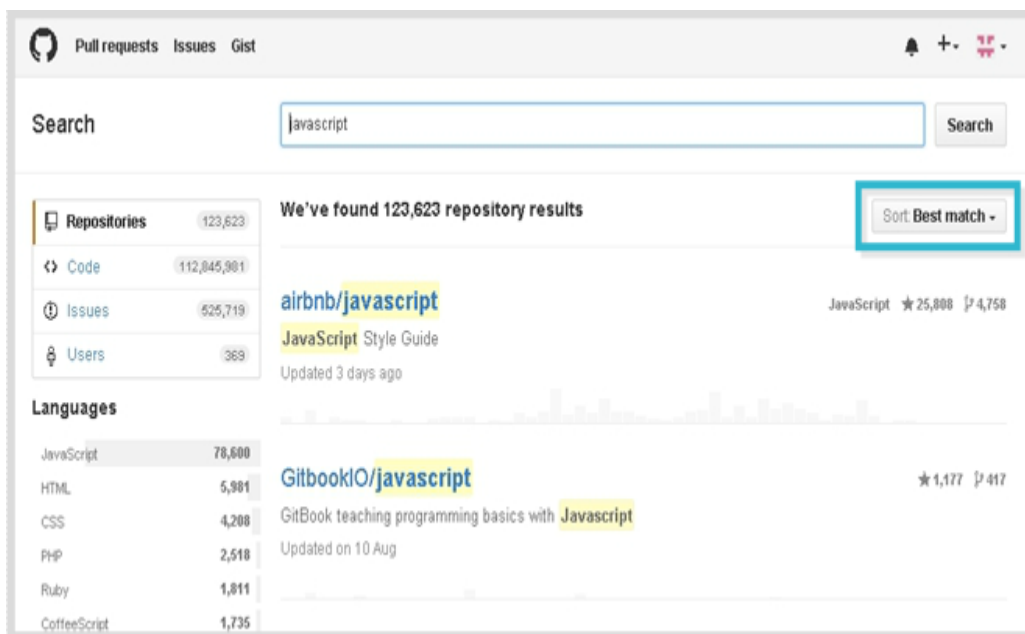 Pull requests Issues Gist
Search
javascript
Search
Repositories 123,623
Code 112,845,981
Issues 525,719
Users 369
Languages
JavaScript 78,600
HTML 5,981
CSS 4,208
PHP 2,518
Ruby 1,811
CoffeeScript 1,735
We've found 123,623 repository results
Sort: Best match
airbnb/javascript
JavaScript 25,808 4,758
JavaScript Style Guide
Updated 3 days ago
GitbookIO/javascript
1,177 417
GitBook teaching programming basics with Javascript
Updated on 10 Aug